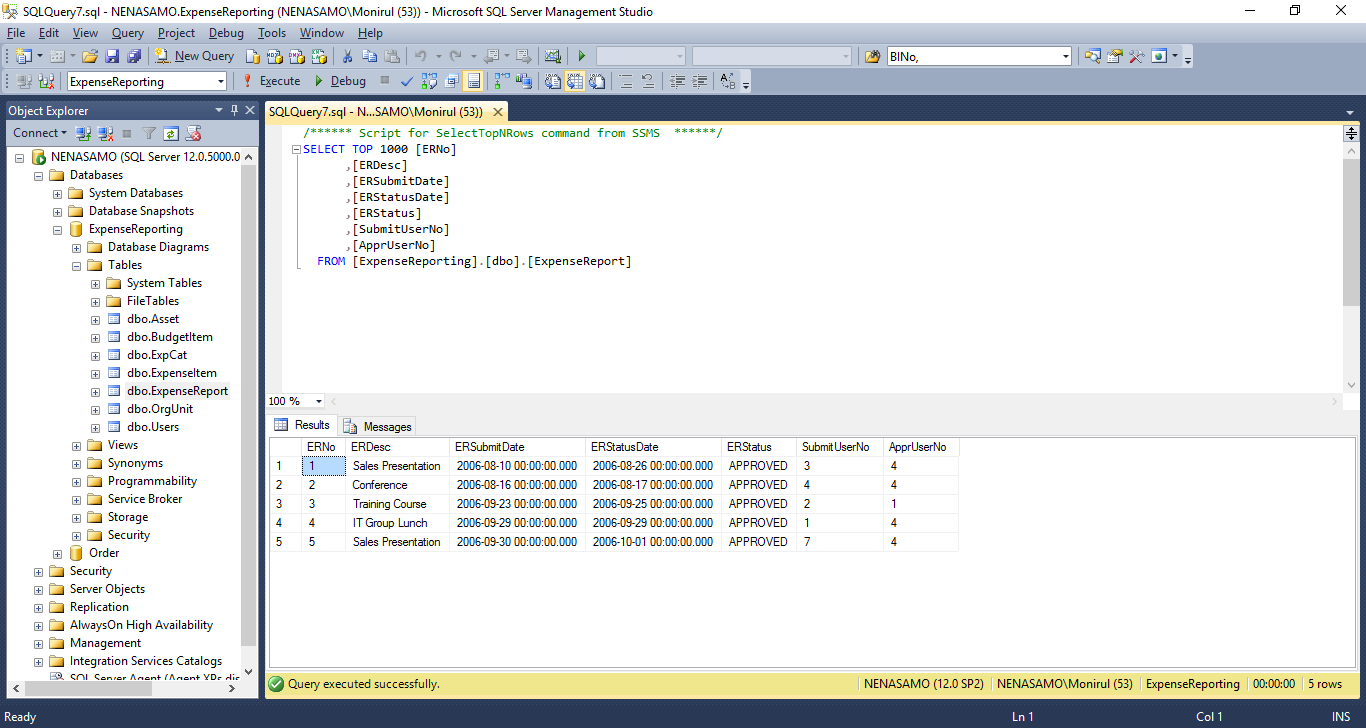 SQLQuery7.sql - NENASAMO.ExpenseReporting (NENASAMO\Monirul (53)) - Microsoft SQL Server Management Studio
File Edit View Query Project Debug Tools Window Help
New Query BINo,
ExpenseReporting Execute Debug
Object Explorer
Connect
NENASAMO (SQL Server 12.0.5000.0
Databases
System Databases
Database Snapshots
ExpenseReporting
Database Diagrams
Tables
System Tables
FileTables
dbo.Asset
dbo.BudgetItem
dbo.ExpCat
dbo.ExpenseItem
dbo.ExpenseReport
dbo.OrgUnit
dbo.Users
Views
Synonyms
Programmability
Service Broker
Storage
Security
Order
Security
Server Objects
Replication
AlwaysOn High Availability
Management
Integration Services Catalogs
SQL Server Agent (Agent XPs dis
SQLQuery7.sql - N...SAMO\Monirul (53))
/****** Script for SelectTopNRows command from SSMS ******/
SELECT TOP 1000 [ERNo]
,[ERDesc]
,[ERSubmitDate]
,[ERStatusDate]
,[ERStatus]
,[SubmitUserNo]
,[ApprUserNo]
FROM [ExpenseReporting].[dbo].[ExpenseReport]
100 %
Results Messages
ERNo ERDesc ERSubmitDate ERStatusDate ERStatus SubmitUserNo ApprUserNo
1 1 Sales Presentation 2006-08-10 00:00:00.000 2006-08-26 00:00:00.000 APPROVED 3 4
2 2 Conference 2006-08-16 00:00:00.000 2006-08-17 00:00:00.000 APPROVED 4 4
3 3 Training Course 2006-09-23 00:00:00.000 2006-09-25 00:00:00.000 APPROVED 2 1
4 4 IT Group Lunch 2006-09-29 00:00:00.000 2006-09-29 00:00:00.000 APPROVED 1 4
5 5 Sales Presentation 2006-09-30 00:00:00.000 2006-10-01 00:00:00.000 APPROVED 7 4
Query executed successfully. NENASAMO (12.0 SP2) NENASAMO\Monirul (53) ExpenseReporting 00:00:00 5 rows
Ready Ln 1 Col 1 INS